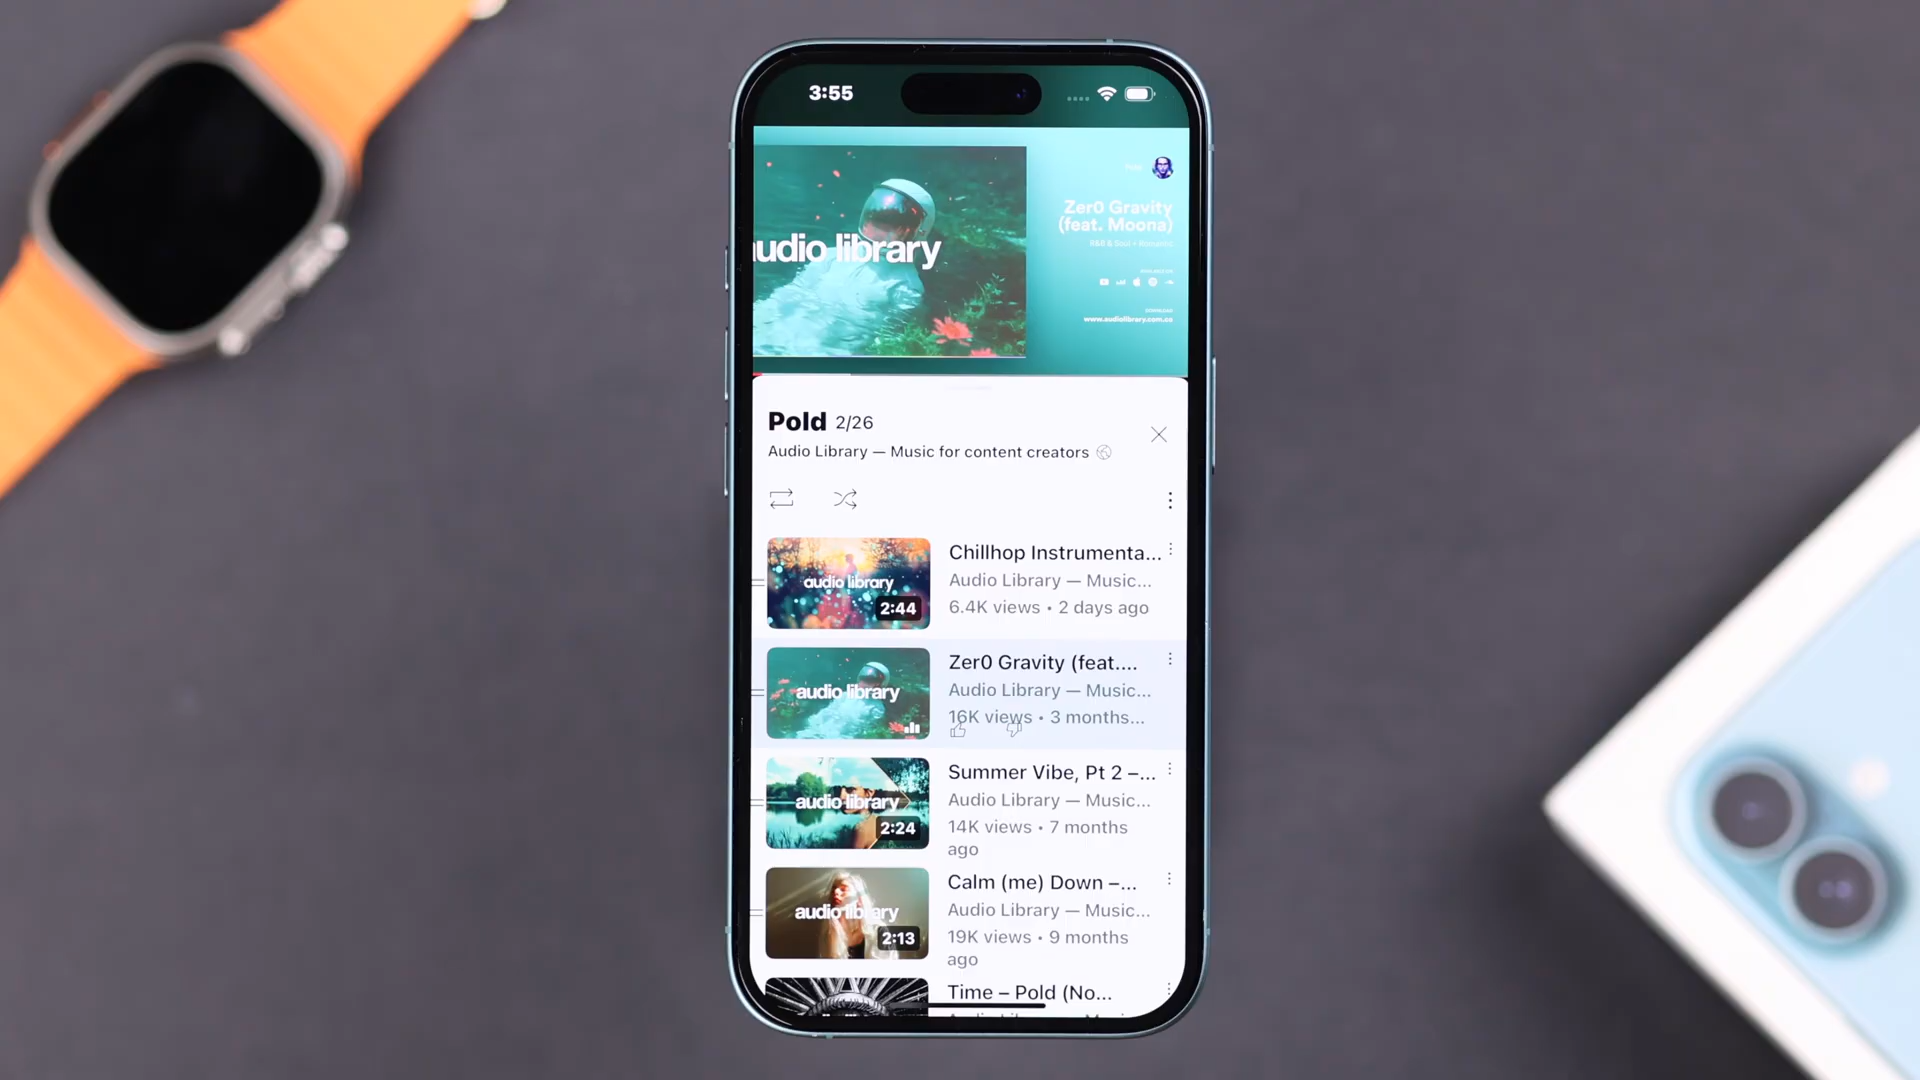 3:55
audio library
Zer0 Gravity
(feat. Moona)
R&B & Soul • Romantic
DOWNLOAD
www.audiolibrary.com.co
Pold 2/26
Audio Library — Music for content creators
Chillhop Instrumenta...
Audio Library — Music...
6.4K views • 2 days ago
audio library
2:44
Zer0 Gravity (feat....
Audio Library — Music...
16K views • 3 months...
audio library
Summer Vibe, Pt 2 –...
Audio Library — Music...
14K views • 7 months
ago
audio library
2:24
Calm (me) Down –...
Audio Library — Music...
19K views • 9 months
ago
audio library
2:13
Time – Pold (No...